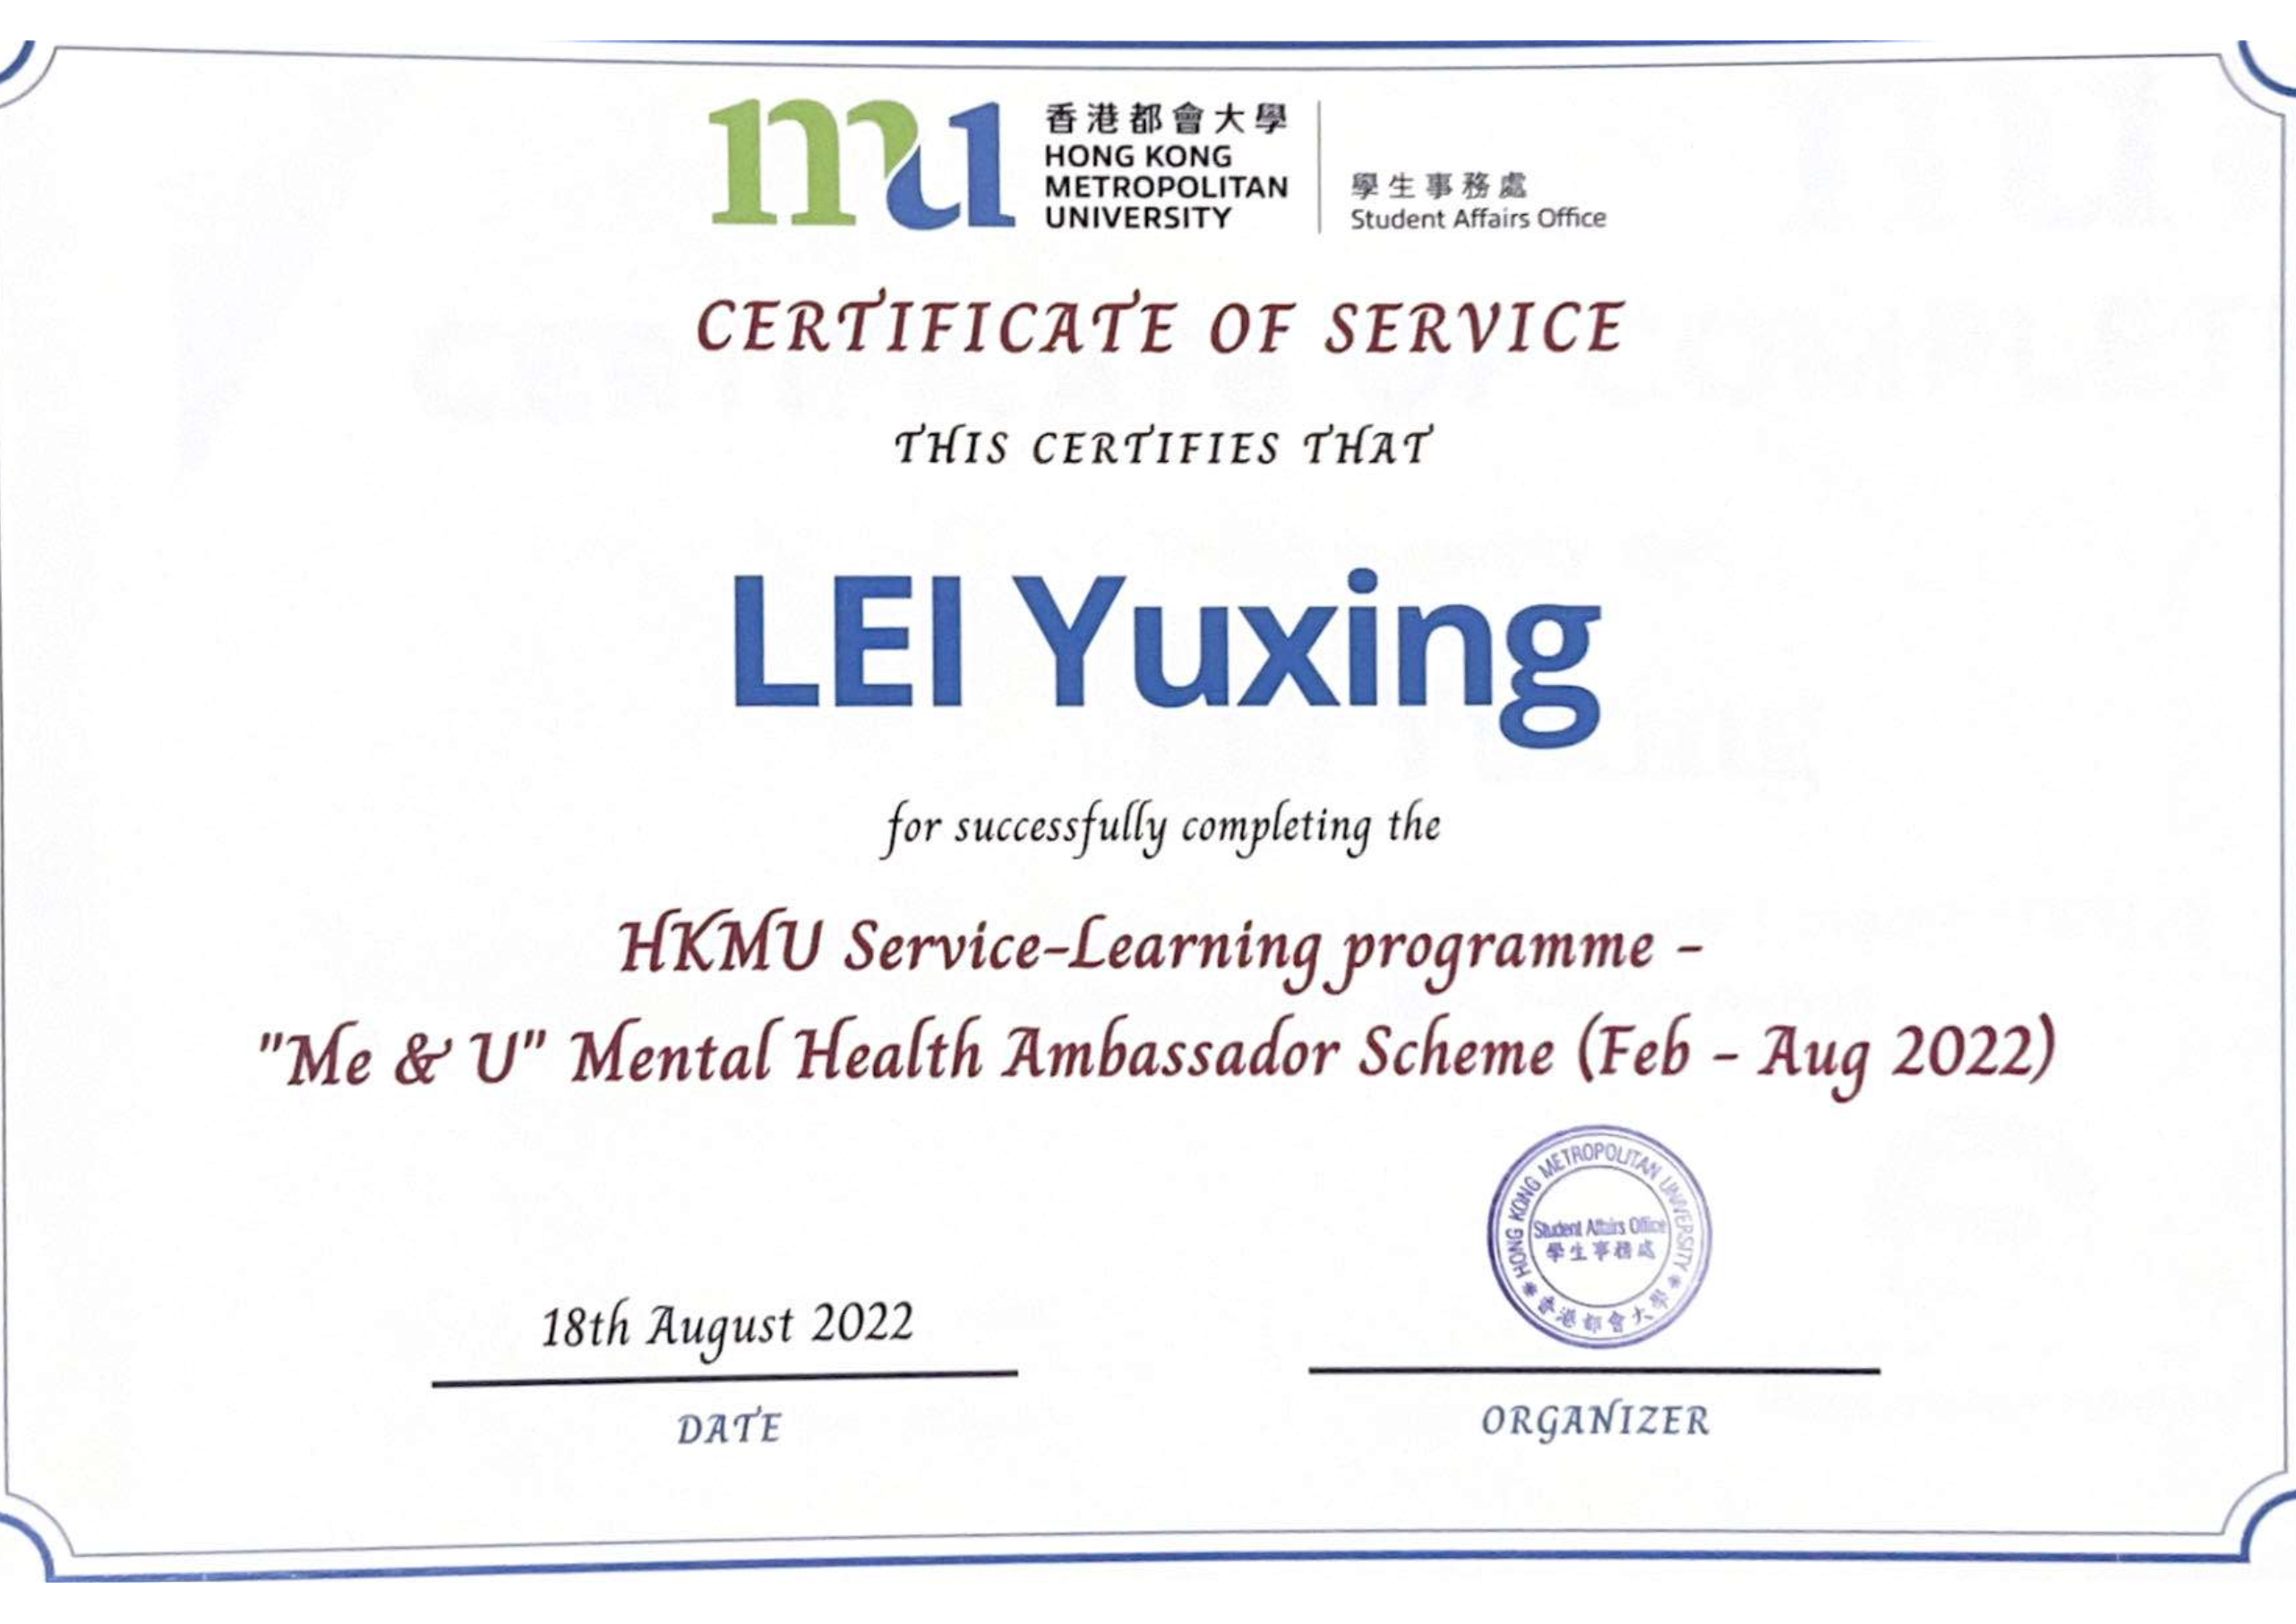 mu
香港都會大學
HONG KONG
METROPOLITAN
UNIVERSITY
學生事務處
Student Affairs Office
CERTIFICATE OF SERVICE
THIS CERTIFIES THAT
LEI Yuxing
for successfully completing the
HKMU Service-Learning programme -
"Me & U" Mental Health Ambassador Scheme (Feb - Aug 2022)
HONG KONG METROPOLITAN UNIVERSITY
Student Affairs Office
學生事務處
香港都會大學
18th August 2022
DATE
ORGANIZER